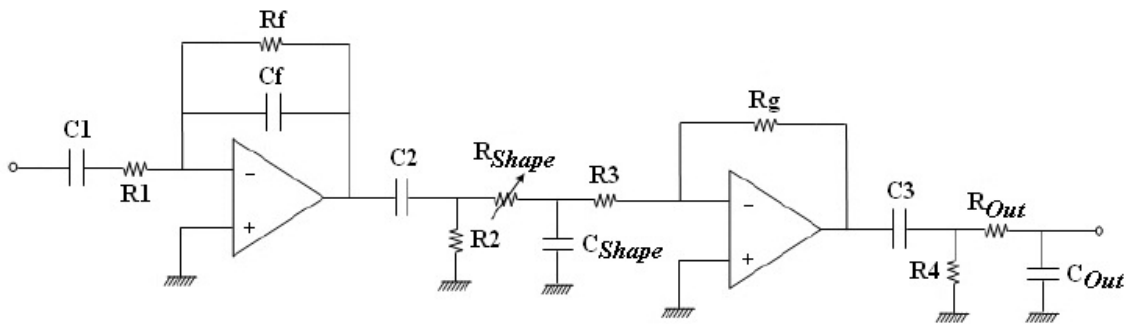 Rf
Cf
C1
R1
−
+
C2
R2
RShape
CShape
R3
Rg
−
+
C3
R4
ROut
COut